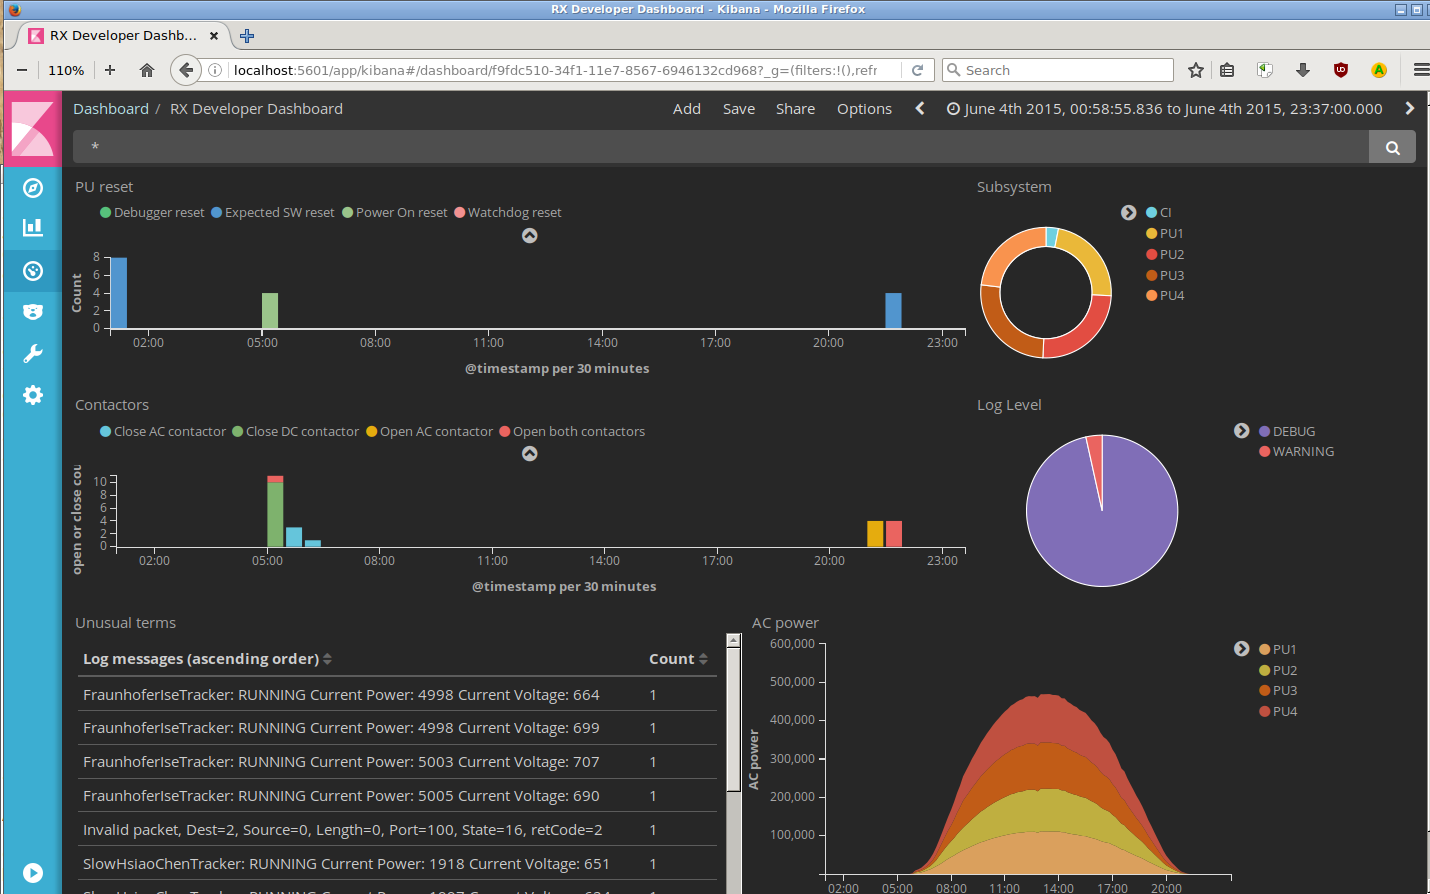 RX Developer Dashboard - Kibana - Mozilla Firefox
RX Developer Dashb...
110%
localhost:5601/app/kibana#/dashboard/f9fdc510-34f1-11e7-8567-6946132cd968?_g=(filters:!(),refr
Search
Dashboard / RX Developer Dashboard
Add Save Share Options
June 4th 2015, 00:58:55.836 to June 4th 2015, 23:37:00.000
*
PU reset
Debugger reset Expected SW reset Power On reset Watchdog reset
Count
8
6
4
2
0
02:00 05:00 08:00 11:00 14:00 17:00 20:00 23:00
@timestamp per 30 minutes
Subsystem
CI
PU1
PU2
PU3
PU4
Contactors
Close AC contactor Close DC contactor Open AC contactor Open both contactors
open or close
10
8
6
4
2
0
02:00 05:00 08:00 11:00 14:00 17:00 20:00 23:00
@timestamp per 30 minutes
Log Level
DEBUG
WARNING
Unusual terms
Log messages (ascending order) Count
FraunhoferIseTracker: RUNNING Current Power: 4998 Current Voltage: 664 1
FraunhoferIseTracker: RUNNING Current Power: 4998 Current Voltage: 699 1
FraunhoferIseTracker: RUNNING Current Power: 5003 Current Voltage: 707 1
FraunhoferIseTracker: RUNNING Current Power: 5005 Current Voltage: 690 1
Invalid packet, Dest=2, Source=0, Length=0, Port=100, State=16, retCode=2 1
SlowHsiaoChenTracker: RUNNING Current Power: 1918 Current Voltage: 651 1
AC power
AC power
600,000
500,000
400,000
300,000
200,000
100,000
02:00 05:00 08:00 11:00 14:00 17:00 20:00
PU1
PU2
PU3
PU4